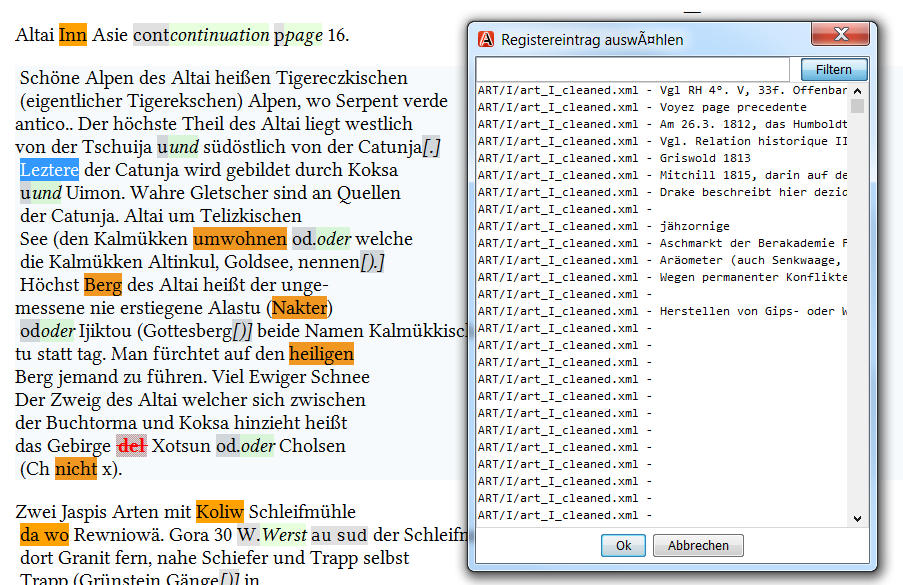 Altai Inn Asie contcontinuation ppage 16.
Schöne Alpen des Altai heißen Tigereczkischen
(eigentlicher Tigerekschen) Alpen, wo Serpent verde
antico.. Der höchste Theil des Altai liegt westlich
von der Tschuija uund südöstlich von der Catunja[.]
Leztere der Catunja wird gebildet durch Koksa
uund Uimon. Wahre Gletscher sind an Quellen
der Catunja. Altai um Telizkischen
See (den Kalmükken umwohnen od.oder welche
die Kalmükken Altinkul, Goldsee, nennen[).]
Höchst Berg des Altai heißt der unge-
messene nie erstiegene Alastu (Nakter)
ododer Ijiktou (Gottesberg[)] beide Namen Kalmükkisc
tu statt tag. Man fürchtet auf den heiligen
Berg jemand zu führen. Viel Ewiger Schnee
Der Zweig des Altai welcher sich zwischen
der Buchtorma und Koksa hinzieht heißt
das Gebirge del Xotsun od.oder Cholsen
(Ch nicht x).
Zwei Jaspis Arten mit Koliw Schleifmühle
da wo Rewniowä. Gora 30 W.Werst au sud der Schleifm
dort Granit fern, nahe Schiefer und Trapp selbst
Trapp (Grünstein Gänge[)] in
Registereintrag auswÃ¤hlen
Filtern
ART/I/art_I_cleaned.xml - Vgl RH 4°. V, 33f. Offenbar
ART/I/art_I_cleaned.xml - Voyez page precedente
ART/I/art_I_cleaned.xml - Am 26.3. 1812, das Humboldt
ART/I/art_I_cleaned.xml - Vgl. Relation historique II
ART/I/art_I_cleaned.xml - Griswold 1813
ART/I/art_I_cleaned.xml - Mitchill 1815, darin auf de
ART/I/art_I_cleaned.xml - Drake beschreibt hier dezid
ART/I/art_I_cleaned.xml -
ART/I/art_I_cleaned.xml - jähzornige
ART/I/art_I_cleaned.xml - Aschmarkt der Berakademie F
ART/I/art_I_cleaned.xml - Aräometer (auch Senkwaage,
ART/I/art_I_cleaned.xml - Wegen permanenter Konflikte
ART/I/art_I_cleaned.xml -
ART/I/art_I_cleaned.xml - Herstellen von Gips- oder W
ART/I/art_I_cleaned.xml -
ART/I/art_I_cleaned.xml -
ART/I/art_I_cleaned.xml -
ART/I/art_I_cleaned.xml -
ART/I/art_I_cleaned.xml -
ART/I/art_I_cleaned.xml -
ART/I/art_I_cleaned.xml -
ART/I/art_I_cleaned.xml -
ART/I/art_I_cleaned.xml -
ART/I/art_I_cleaned.xml -
ART/I/art_I_cleaned.xml -
ART/I/art_I_cleaned.xml -
Ok
Abbrechen